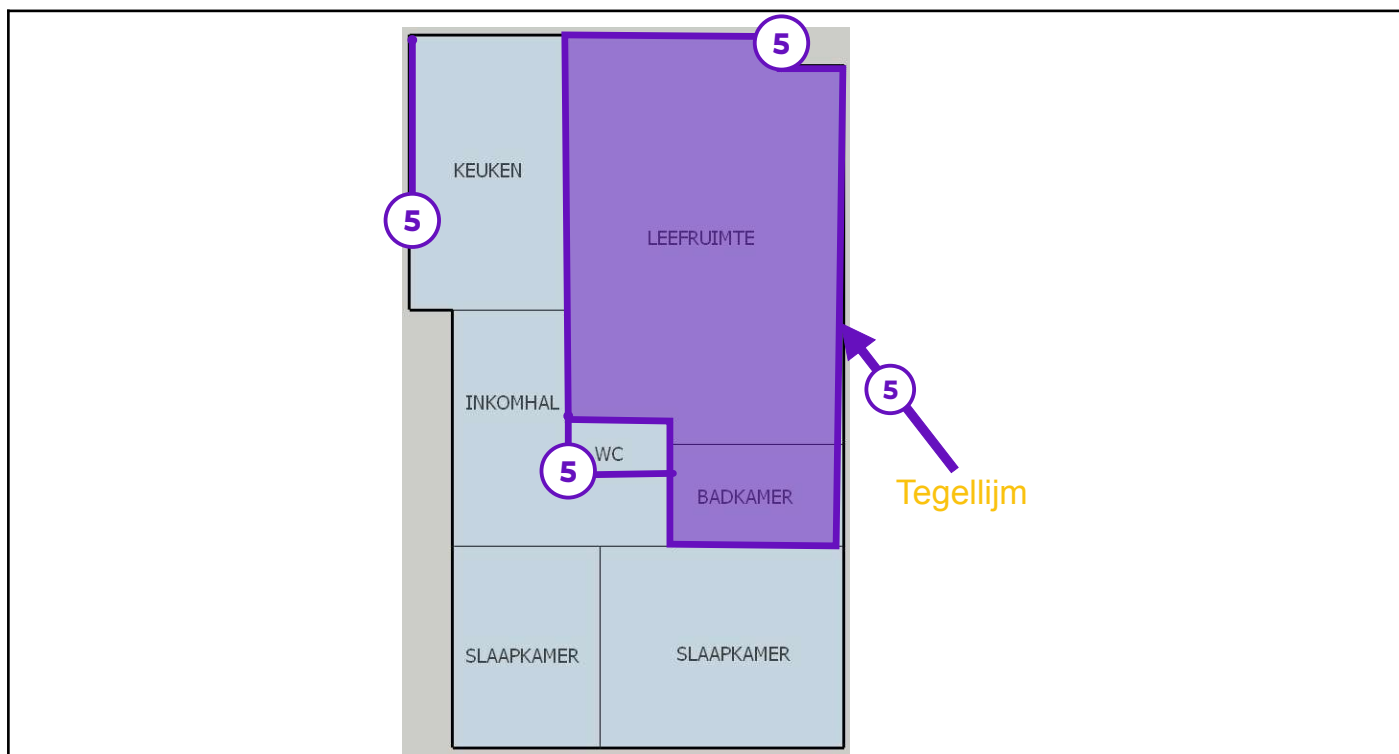 5
KEUKEN
5
LEEFRUIMTE
5
INKOMHAL
WC
5
BADKAMER
Tegellijm
SLAAPKAMER
SLAAPKAMER